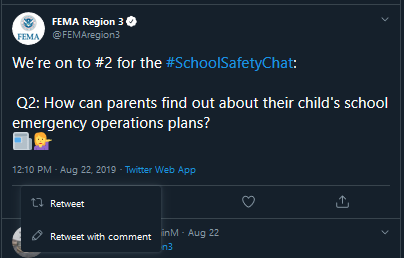 FEMA Region 3
@FEMAregion3
We're on to #2 for the #SchoolSafetyChat:
Q2: How can parents find out about their child's school
emergency operations plans?
12:10 PM · Aug 22, 2019 · Twitter Web App
Retweet
inM · Aug 22
Retweet with comment
n3